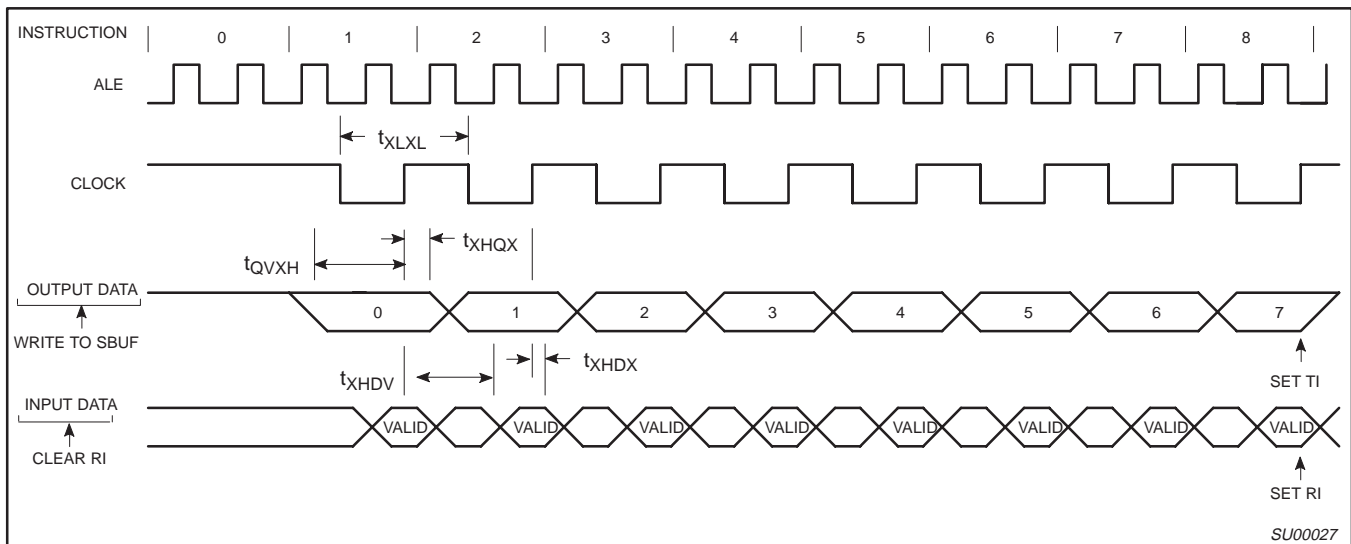 INSTRUCTION 0 1 2 3 4 5 6 7 8
ALE
tXLXL
CLOCK
tXHQX
tQVXH
OUTPUT DATA
0 1 2 3 4 5 6 7
WRITE TO SBUF
tXHDX
tXHDV
SET TI
INPUT DATA
VALID VALID VALID VALID VALID VALID VALID VALID
CLEAR RI
SET RI
SU00027